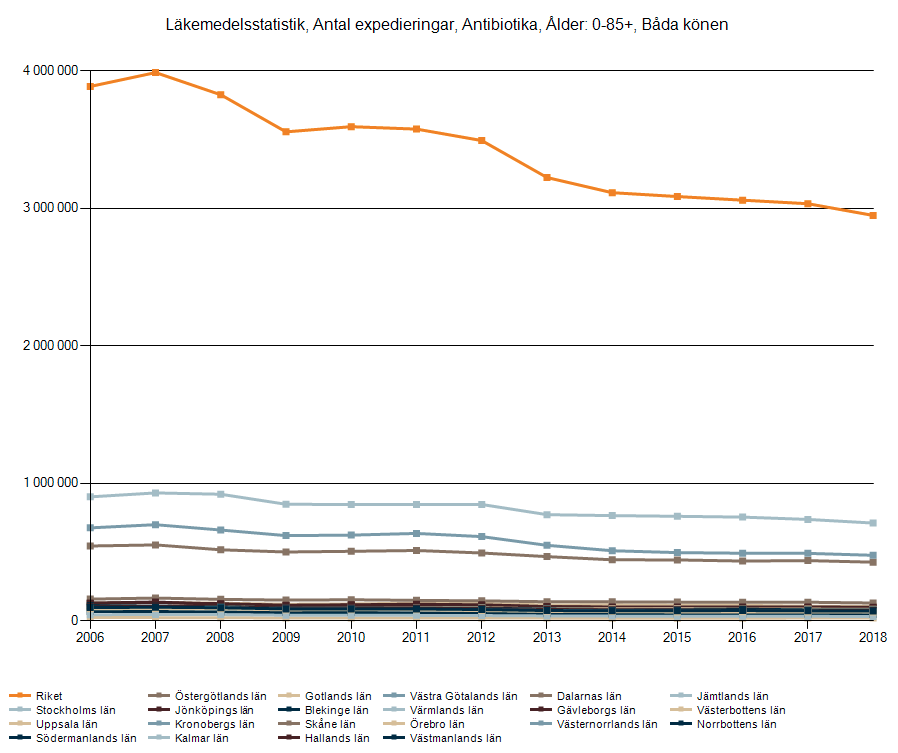 Läkemedelsstatistik, Antal expedieringar, Antibiotika, Ålder: 0-85+, Båda könen
4 000 000
3 000 000
2 000 000
1 000 000
0
2006 2007 2008 2009 2010 2011 2012 2013 2014 2015 2016 2017 2018
Riket Östergötlands län Gotlands län Västra Götalands län Dalarnas län Jämtlands län
Stockholms län Jönköpings län Blekinge län Värmlands län Gävleborgs län Västerbottens län
Uppsala län Kronobergs län Skåne län Örebro län Västernorrlands län Norrbottens län
Södermanlands län Kalmar län Hallands län Västmanlands län